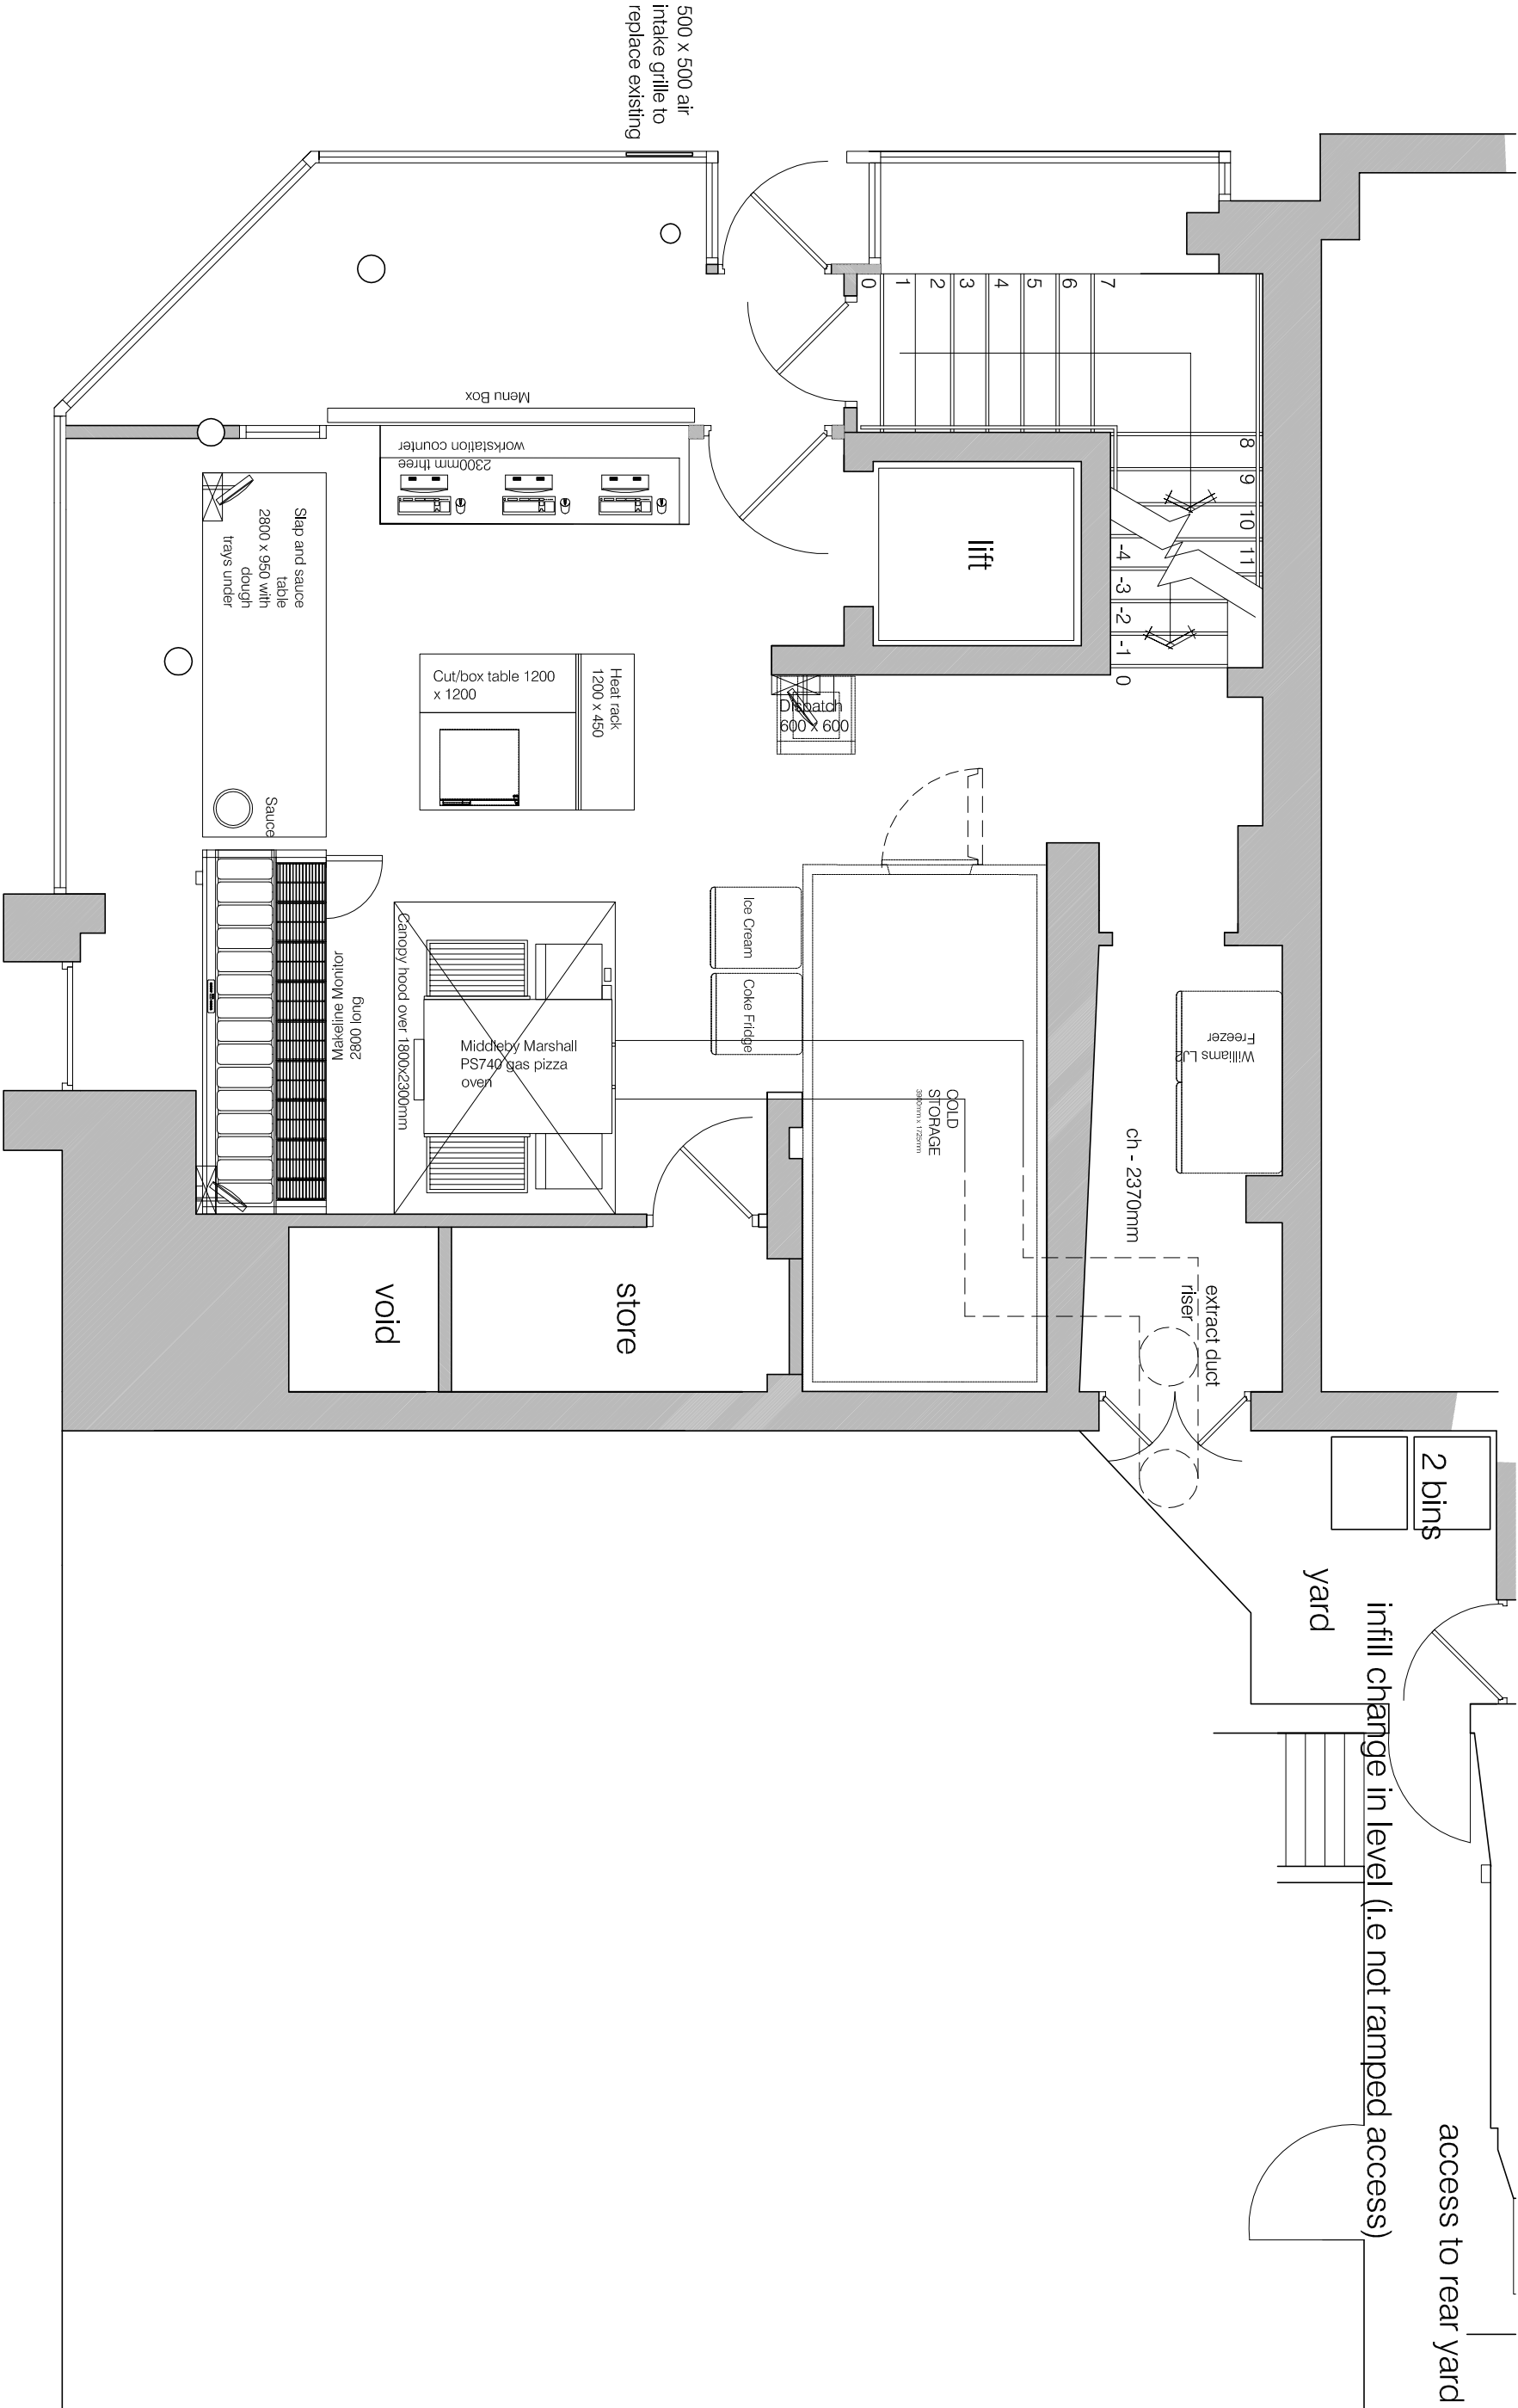 500 x 500 air
intake grille to
replace existing
0
1
2
3
4
5
6
7
8
9
10
11
-4
-3
-2
-1
0
Menu Box
2300mm three
workstation counter
lift
Slap and sauce
table
2800 x 950 with
dough
trays under
Sauce
Cut/box table 1200
x 1200
Heat rack
1200 x 450
Dispatch
600 x 600
Ice Cream
Coke Fridge
Makeline Monitor
2800 long
Canopy hood over 1800x2300mm
Middleby Marshall
PS740 gas pizza
oven
COLD
STORAGE
3900mm x 1725mm
Williams LJ2
Freezer
ch - 2370mm
extract duct
riser
void
store
2 bins
yard
infill change in level (i.e not ramped access)
access to rear yard